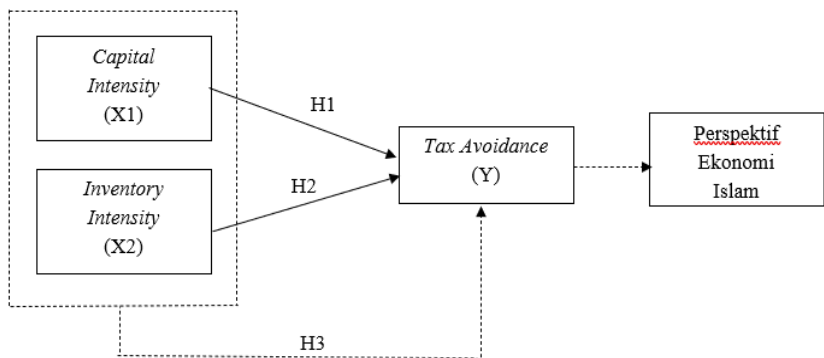 Capital
Intensity
(X1)
H1
Inventory
Intensity
(X2)
H2
Tax Avoidance
(Y)
Perspektif
Ekonomi
Islam
H3